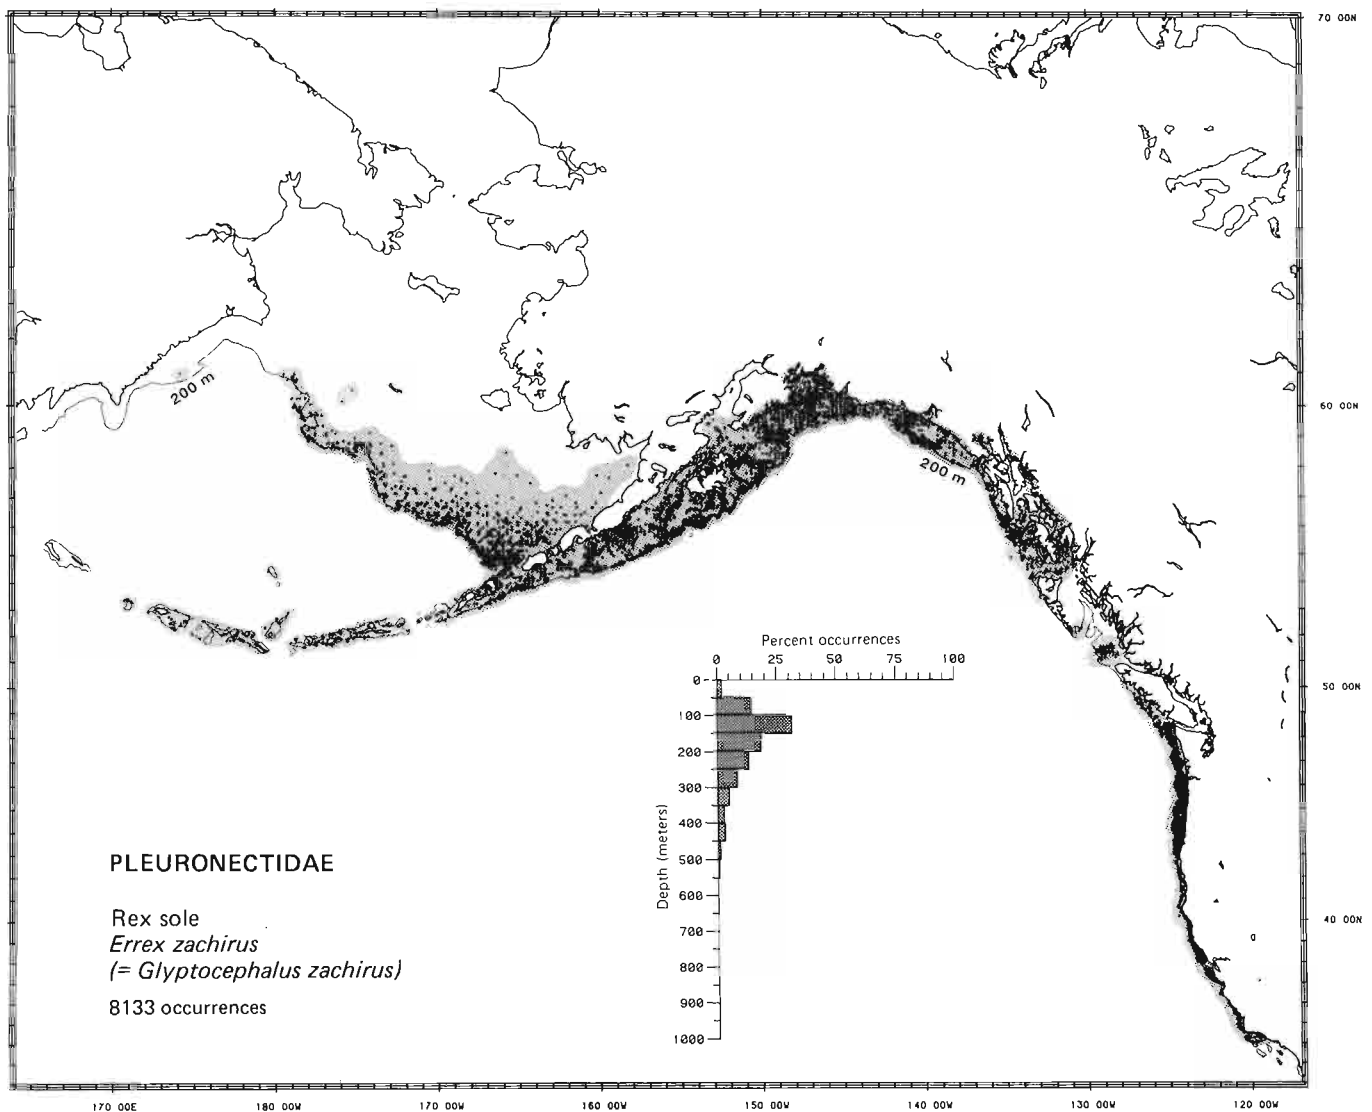 70 00N
200 m
60 00N
200 m
Percent occurrences
0 25 50 75 100
50 00N
0
100
200
300
400
500
600
700
800
900
1000
Depth (meters)
40 00N
PLEURONECTIDAE
Rex sole
Errex zachirus
(= Glyptocephalus zachirus)
8133 occurrences
170 00E 180 00W 170 00W 160 00W 150 00W 140 00W 130 00W 120 00W